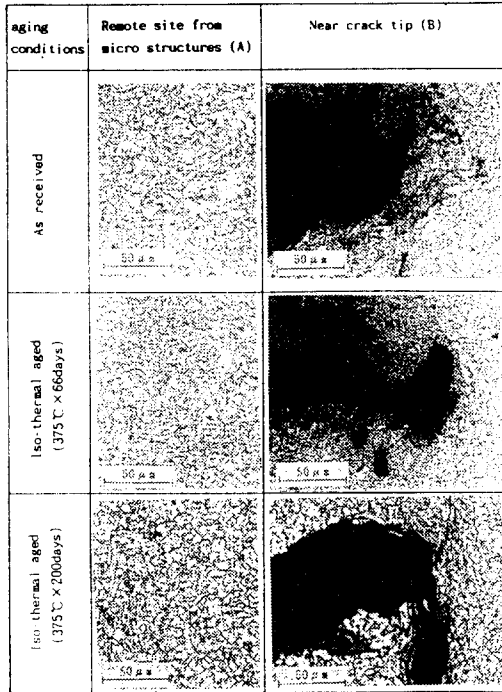 aging conditions
Remote site from micro structures (A)
Near crack tip (B)
As received
50 μm
50 μm
Iso-thermal aged
(375℃ × 66days)
50 μm
50 μm
Iso thermal aged
(375℃ × 200days)
50 μm
50 μm